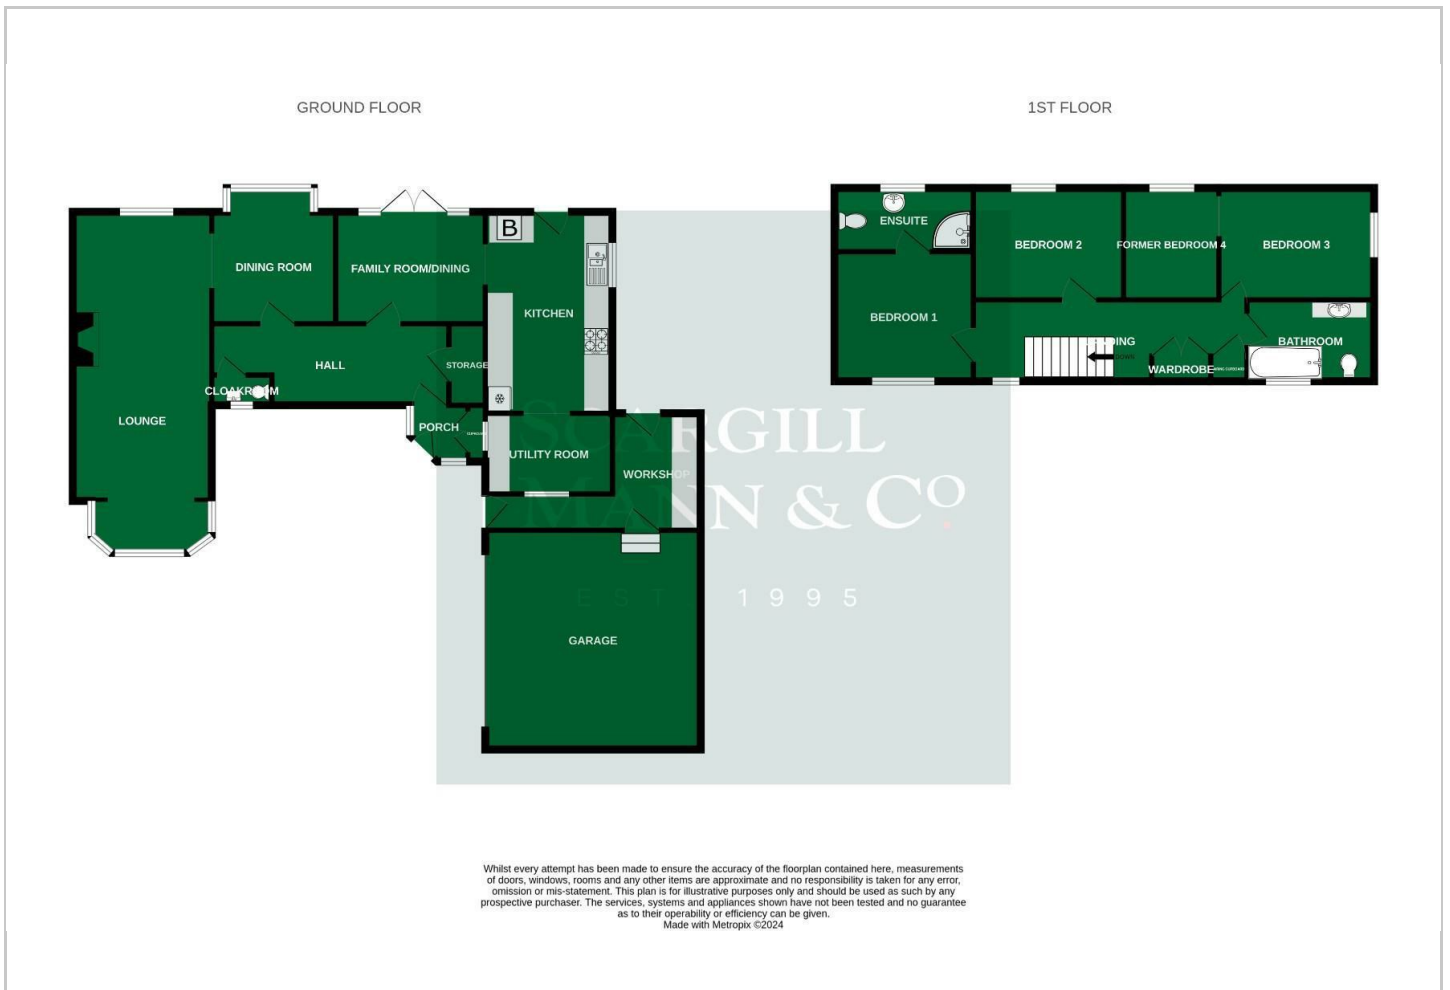 GROUND FLOOR
1ST FLOOR
ENSUITE
BEDROOM 2
FORMER BEDROOM 4
BEDROOM 3
DINING ROOM
FAMILY ROOM/DINING
B
KITCHEN
BEDROOM 1
LANDING
DOWN
BATHROOM
WARDROBE
HALL
STORAGE
CLOAKROOM
LOUNGE
PORCH
UTILITY ROOM
WORKSHOP
GARAGE
SCARGILL
MANN & Co
EST 1995
Whilst every attempt has been made to ensure the accuracy of the floorplan contained here, measurements
of doors, windows, rooms and any other items are approximate and no responsibility is taken for any error,
omission or mis-statement. This plan is for illustrative purposes only and should be used as such by any
prospective purchaser. The services, systems and appliances shown have not been tested and no guarantee
as to their operability or efficiency can be given.
Made with Metropix ©2024